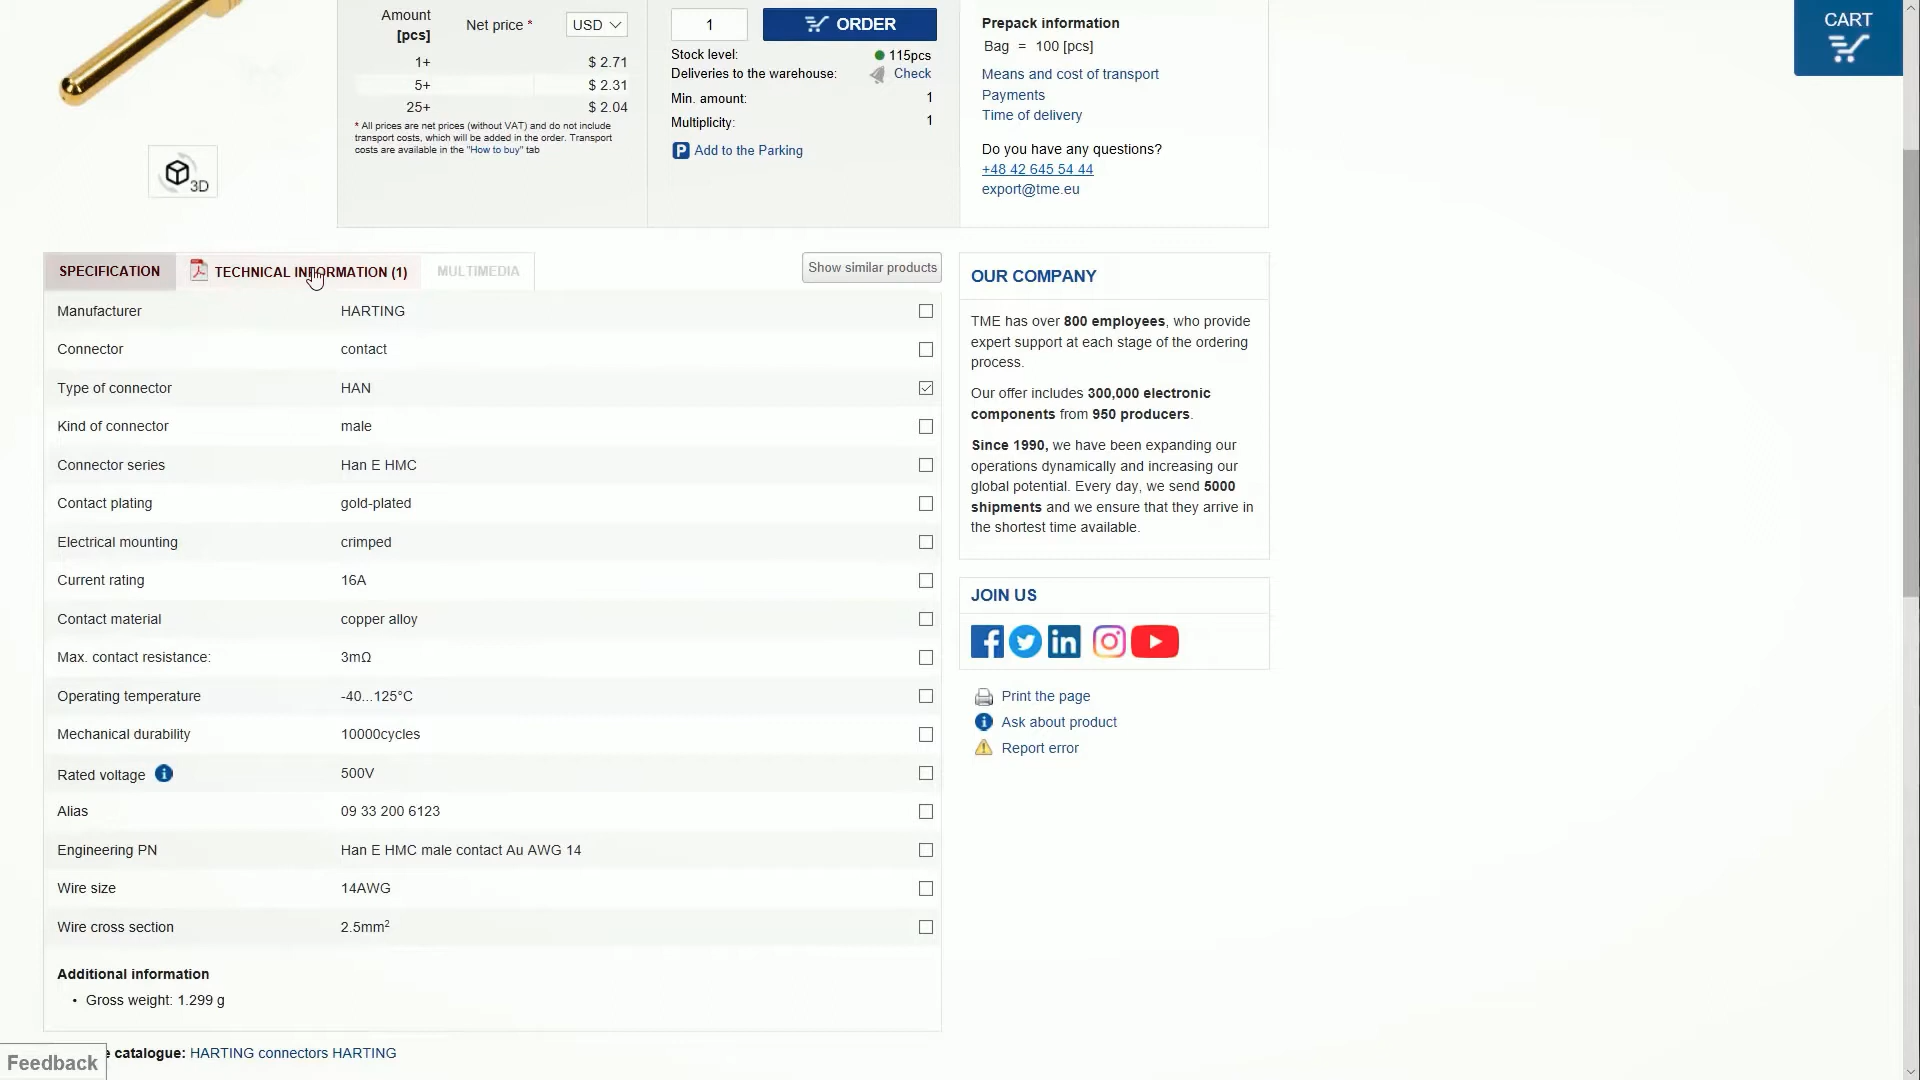 Amount [pcs]
Net price *
USD
1+ $ 2.71
5+ $ 2.31
25+ $ 2.04
* All prices are net prices (without VAT) and do not include
transport costs, which will be added in the order. Transport
costs are available in the "How to buy" tab
1
ORDER
Stock level: 115pcs
Deliveries to the warehouse: Check
Min. amount: 1
Multiplicity: 1
P Add to the Parking
Prepack information
Bag = 100 [pcs]
Means and cost of transport
Payments
Time of delivery
Do you have any questions?
+48 42 645 54 44
export@tme.eu
CART
3D
SPECIFICATION
TECHNICAL INFORMATION (1)
MULTIMEDIA
Show similar products
Manufacturer HARTING
Connector contact
Type of connector HAN
Kind of connector male
Connector series Han E HMC
Contact plating gold-plated
Electrical mounting crimped
Current rating 16A
Contact material copper alloy
Max. contact resistance: 3mΩ
Operating temperature -40...125°C
Mechanical durability 10000cycles
Rated voltage i 500V
Alias 09 33 200 6123
Engineering PN Han E HMC male contact Au AWG 14
Wire size 14AWG
Wire cross section 2.5mm²
Additional information
• Gross weight: 1.299 g
catalogue: HARTING connectors HARTING
Feedback
OUR COMPANY
TME has over 800 employees, who provide
expert support at each stage of the ordering
process.
Our offer includes 300,000 electronic
components from 950 producers.
Since 1990, we have been expanding our
operations dynamically and increasing our
global potential. Every day, we send 5000
shipments and we ensure that they arrive in
the shortest time available.
JOIN US
Print the page
i Ask about product
Report error